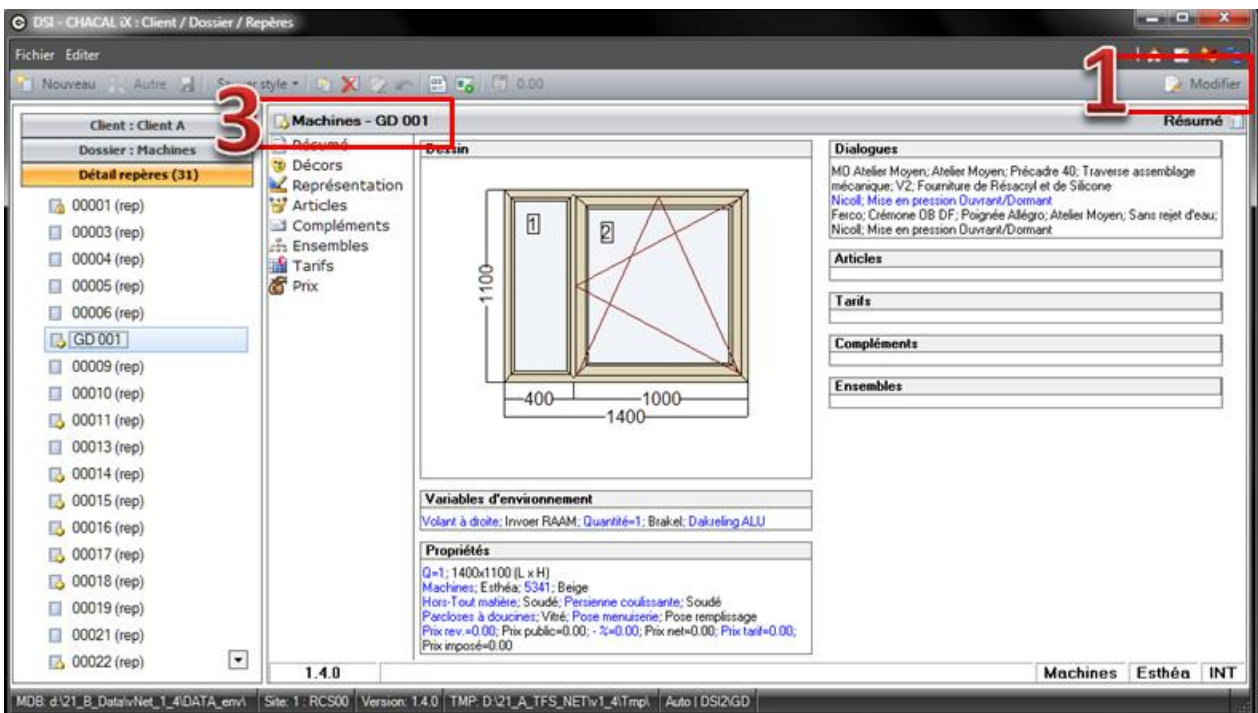 DSI - CHACAL iX : Client / Dossier / Repères
Fichier Editer
Nouveau Autre style 0.00 Modifier
1
3
Client : Client A
Dossier : Machines
Détail repères (31)
00001 (rep)
00003 (rep)
00004 (rep)
00005 (rep)
00006 (rep)
GD 001
00009 (rep)
00010 (rep)
00011 (rep)
00013 (rep)
00014 (rep)
00015 (rep)
00016 (rep)
00017 (rep)
00018 (rep)
00019 (rep)
00021 (rep)
00022 (rep)
Machines - GD 001
Résumé
Résumé
Décors
Représentation
Articles
Compléments
Ensembles
Tarifs
Prix
Dessin
1
2
1100
400
1000
1400
Variables d'environnement
Volant à droite; Invoer RAAM; Quantité=1; Brakel; Dakreling ALU
Propriétés
Q=1; 1400x1100 (L x H)
Machines; Esthéa; 5341; Beige
Hors-Tout matière; Soudé; Persienne coulissante; Soudé
Parcloses à doucines; Vitré; Pose menuiserie; Pose remplissage
Prix rev.=0.00; Prix public=0.00; - %=0.00; Prix net=0.00; Prix tarif=0.00;
Prix imposé=0.00
Dialogues
MO Atelier Moyen; Atelier Moyen; Précadre 40; Traverse assemblage
mécanique; V2; Fourniture de Résacryl et de Silicone
Nicoll; Mise en pression Ouvrant/Dormant
Ferco; Crémone OB DF; Poignée Allégro; Atelier Moyen; Sans rejet d'eau;
Nicoll; Mise en pression Ouvrant/Dormant
Articles
Tarifs
Compléments
Ensembles
1.4.0 Machines Esthéa INT
MDB: d:\21_B_Data\vNet_1_4\DATA_env\ Site: 1 : RCS00 Version: 1.4.0 TMP: D:\21_A_TFS_NET\v1_4\Tmp\ Auto | DSI2\GD